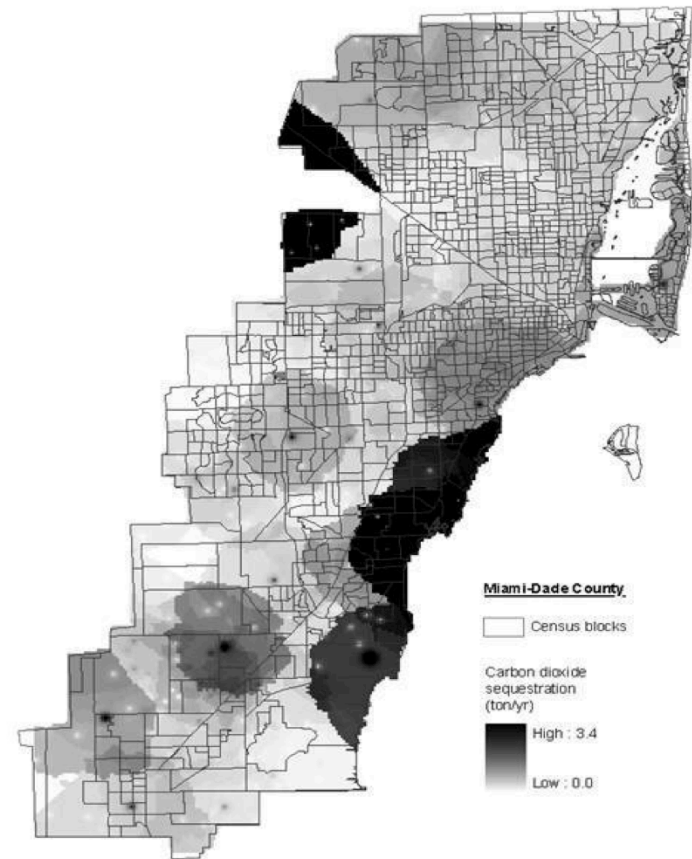 Miami-Dade County
Census blocks
Carbon dioxide
sequestration
(ton/yr)
High : 3.4
Low : 0.0